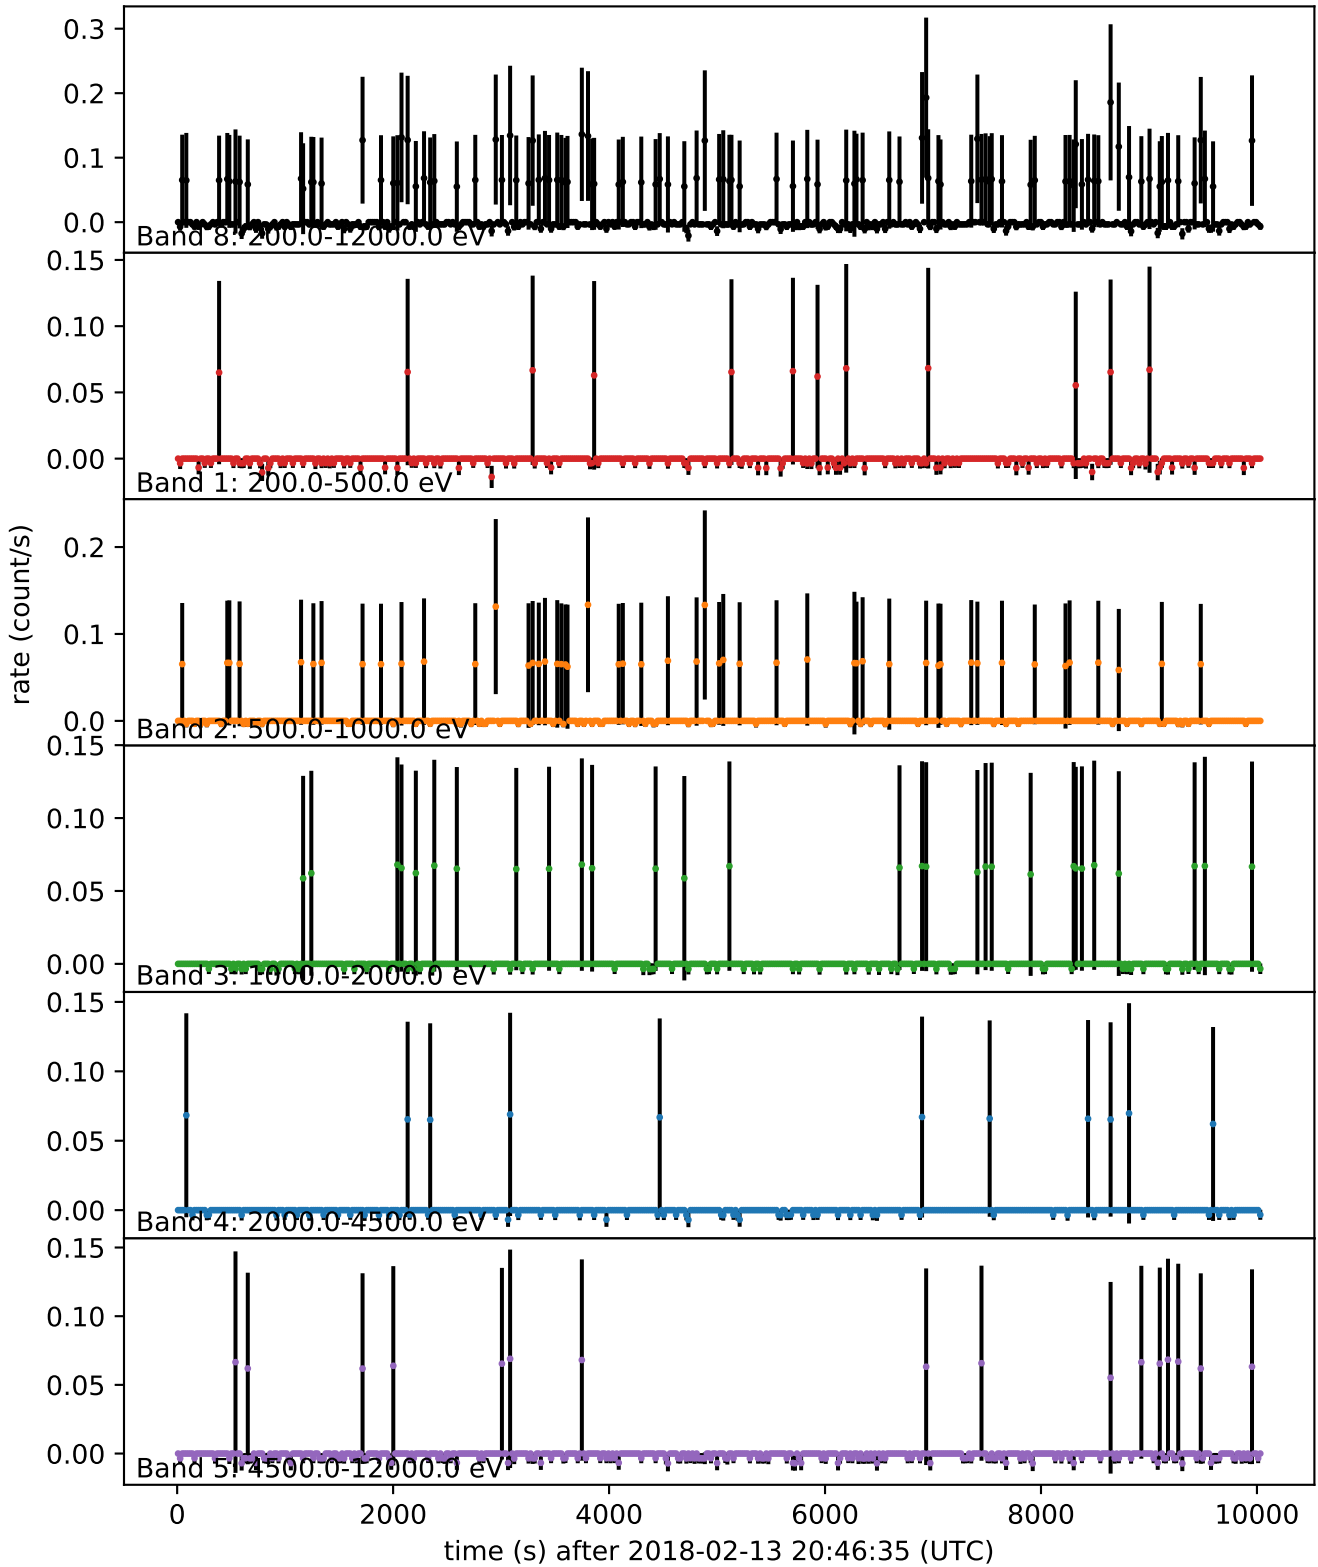 0.3
0.2
0.1
0.0
Band 8: 200.0-12000.0 eV
0.15
0.10
0.05
0.00
Band 1: 200.0-500.0 eV
0.2
0.1
0.0
Band 2: 500.0-1000.0 eV
0.15
0.10
0.05
0.00
Band 3: 1000.0-2000.0 eV
0.15
0.10
0.05
0.00
Band 4: 2000.0-4500.0 eV
0.15
0.10
0.05
0.00
Band 5: 4500.0-12000.0 eV
rate (count/s)
0 2000 4000 6000 8000 10000
time (s) after 2018-02-13 20:46:35 (UTC)